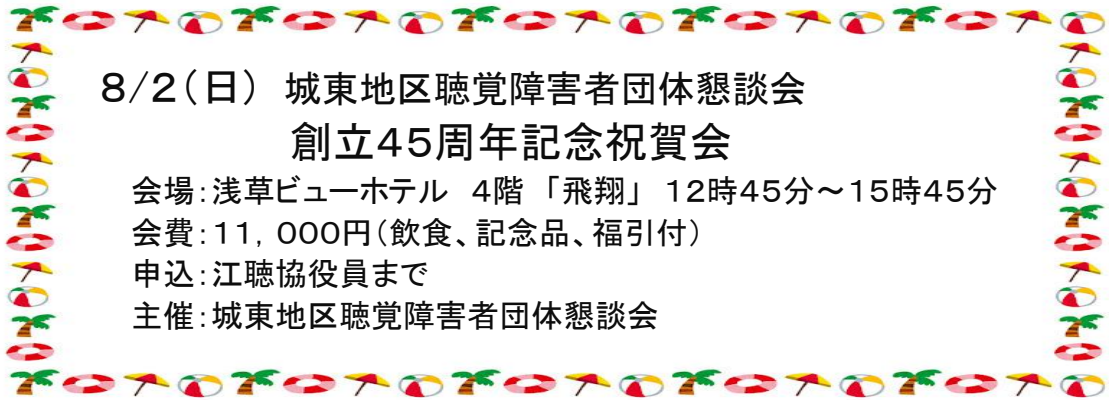 8/2(日) 城東地区聴覚障害者団体懇談会
創立45周年記念祝賀会
会場:浅草ビューホテル 4階 「飛翔」 12時45分～15時45分
会費:11,000円(飲食、記念品、福引付)
申込:江聴協役員まで
主催:城東地区聴覚障害者団体懇談会